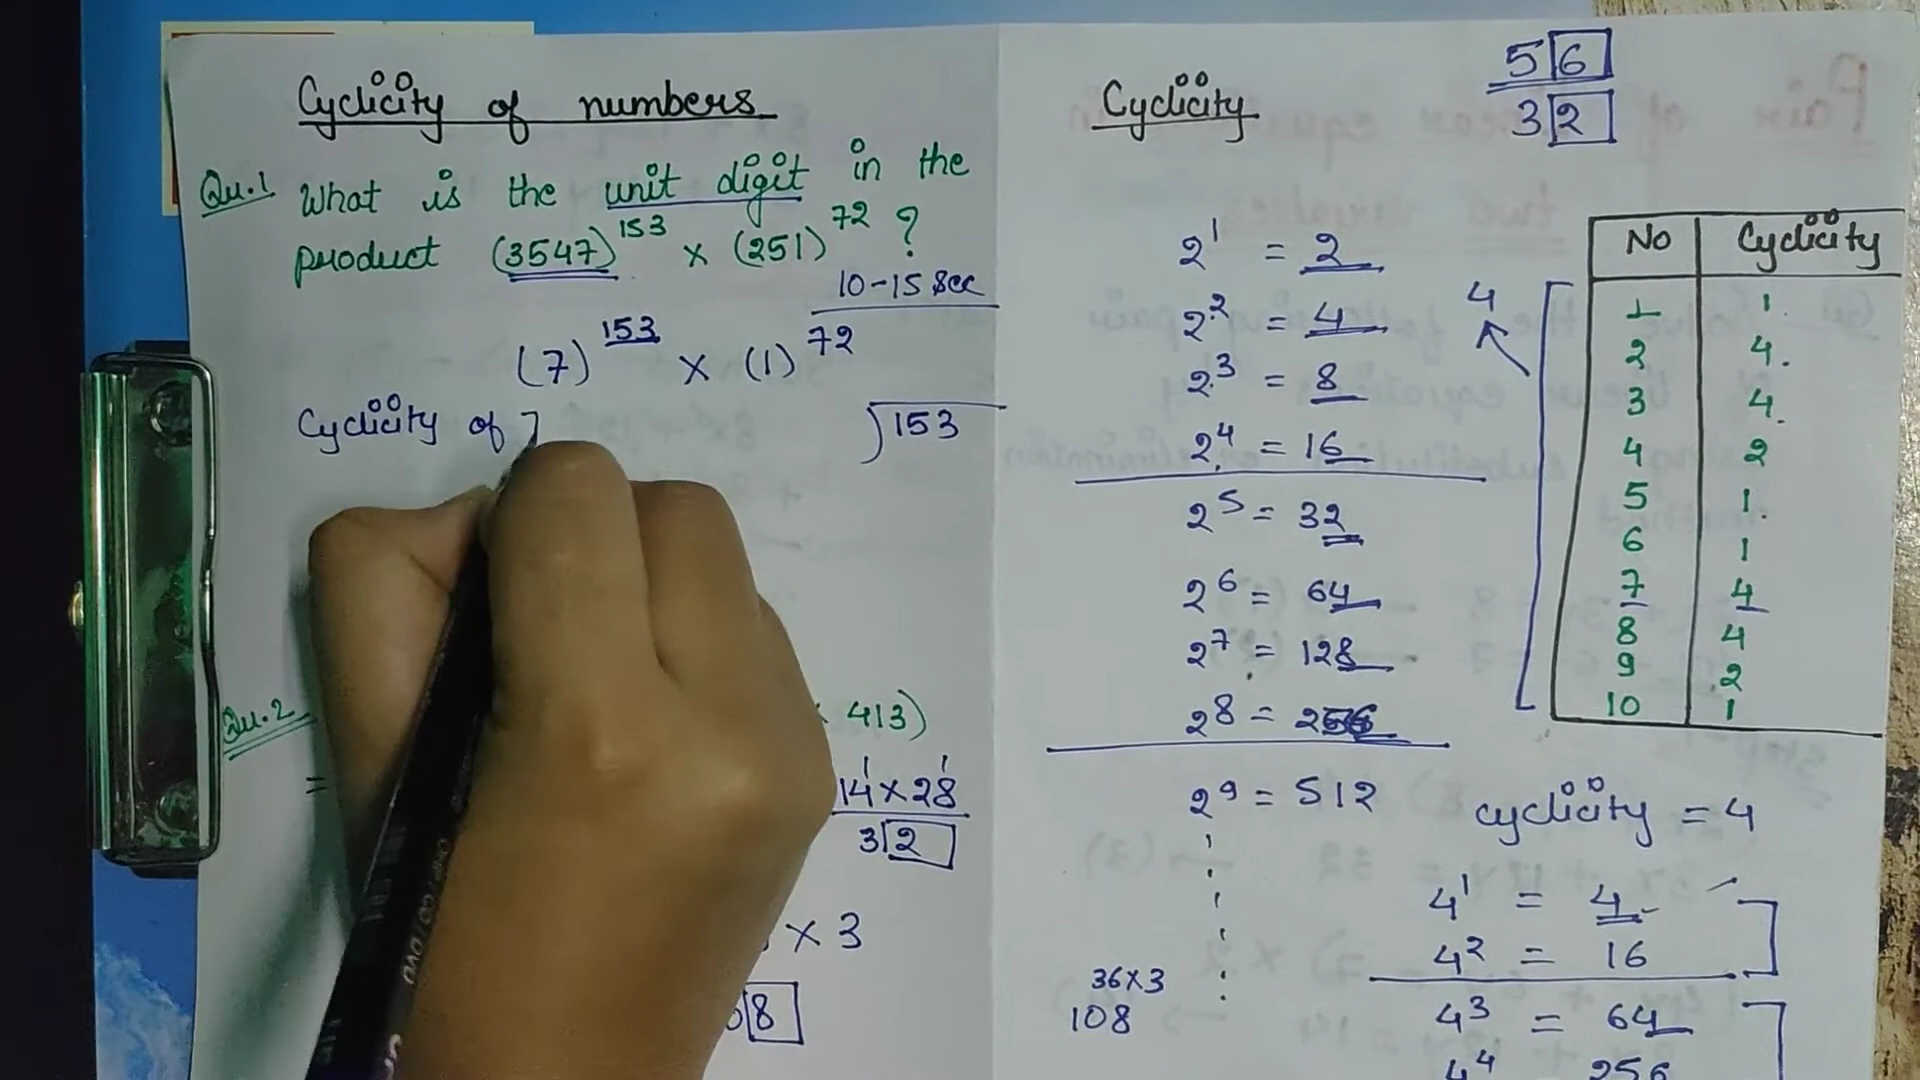 Cyclicity of numbers
Qu.1 What is the unit digit in the
product (3547)^153 × (251)^72 ?
10-15 sec
(7)^153 × (1)^72
Cyclicity of 7
153
Qu.2
× 413)
=
14 × 28
3 2
× 3
8
Cyclicity
56
32
2^1 = 2
2^2 = 4
2^3 = 8
2^4 = 16
2^5 = 32
2^6 = 64
2^7 = 128
2^8 = 256
2^9 = 512
36×3
108
4
No Cyclicity
1 1
2 4
3 4
4 2
5 1
6 1
7 4
8 4
9 2
10 1
cyclicity = 4
4^1 = 4
4^2 = 16
4^3 = 64
4^4 256